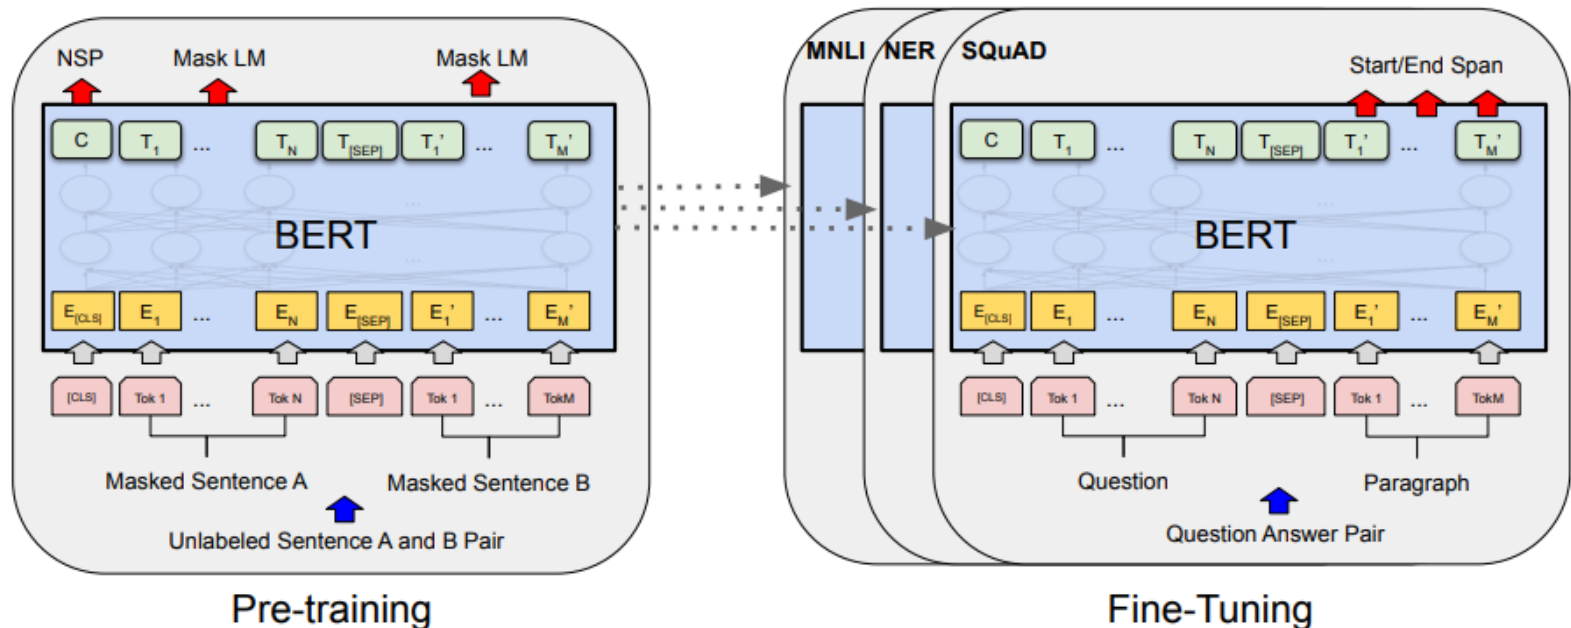 NSP Mask LM Mask LM
C T1 ... TN T[SEP] T1' ... TM'
BERT
E[CLS] E1 ... EN E[SEP] E1' ... EM'
[CLS] Tok 1 ... Tok N [SEP] Tok 1 ... TokM
Masked Sentence A Masked Sentence B
Unlabeled Sentence A and B Pair
Pre-training
MNLI NER SQuAD
Start/End Span
C T1 ... TN T[SEP] T1' ... TM'
BERT
E[CLS] E1 ... EN E[SEP] E1' ... EM'
[CLS] Tok 1 ... Tok N [SEP] Tok 1 ... TokM
Question Paragraph
Question Answer Pair
Fine-Tuning